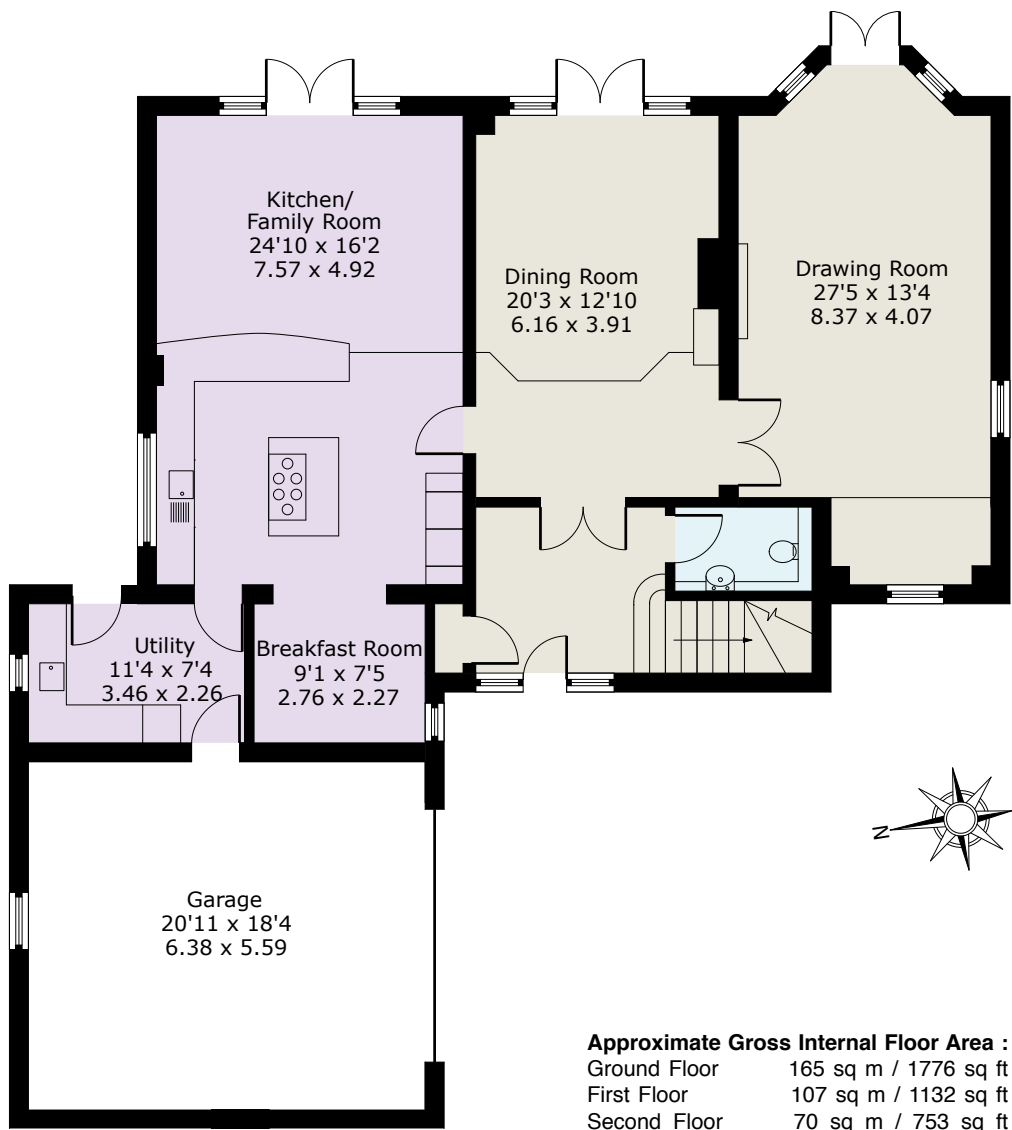 Kitchen/
Family Room
24'10 x 16'2
7.57 x 4.92
Dining Room
20'3 x 12'10
6.16 x 3.91
Drawing Room
27'5 x 13'4
8.37 x 4.07
Utility
11'4 x 7'4
3.46 x 2.26
Breakfast Room
9'1 x 7'5
2.76 x 2.27
N
Garage
20'11 x 18'4
6.38 x 5.59
Approximate Gross Internal Floor Area :
Ground Floor 165 sq m / 1776 sq ft
First Floor 107 sq m / 1132 sq ft
Second Floor 70 sq m / 753 sq ft